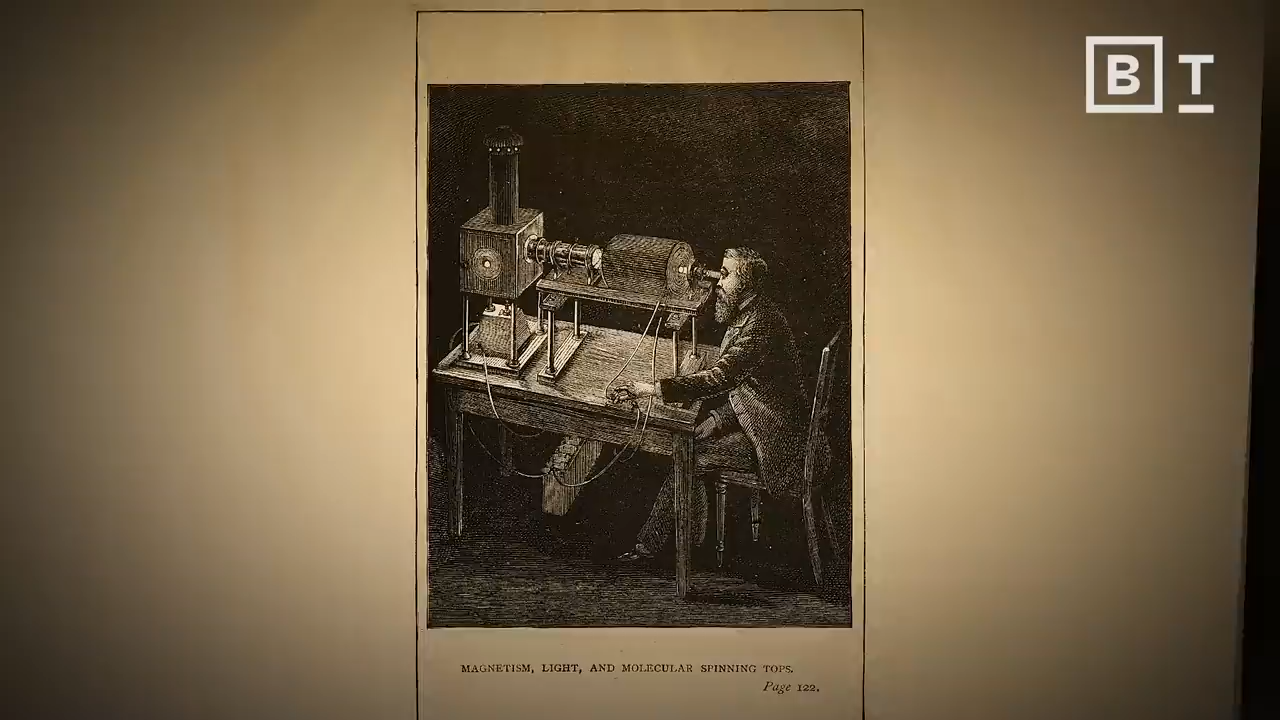 B T
MAGNETISM, LIGHT, AND MOLECULAR SPINNING TOPS.
Page 122.